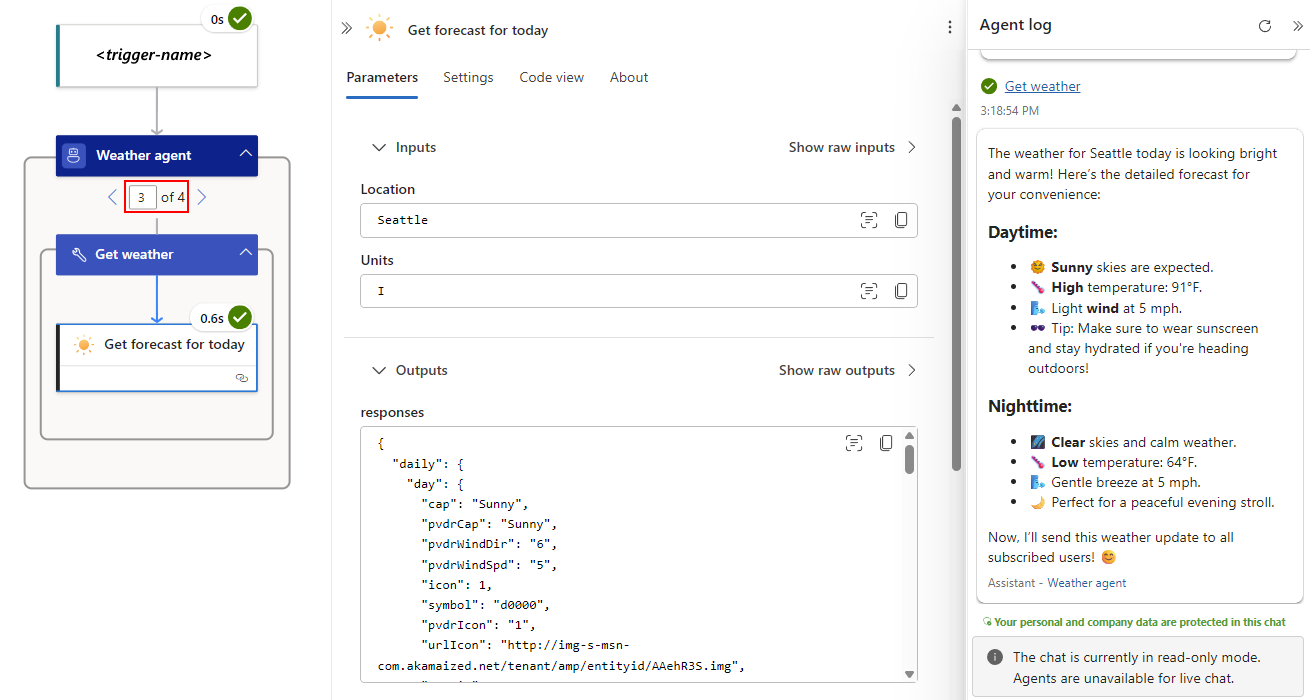 0s
<trigger-name>
Weather agent
3 of 4
Get weather
0.6s
Get forecast for today
Get forecast for today
Parameters
Settings
Code view
About
Inputs
Show raw inputs
Location
Seattle
Units
I
Outputs
Show raw outputs
responses
{
"daily": {
"day": {
"cap": "Sunny",
"pvdrCap": "Sunny",
"pvdrWindDir": "6",
"pvdrWindSpd": "5",
"icon": 1,
"symbol": "d0000",
"pvdrIcon": "1",
"urlIcon": "http://img-s-msn-
com.akamaized.net/tenant/amp/entityid/AAehR3S.img",
Agent log
Get weather
3:18:54 PM
The weather for Seattle today is looking bright
and warm! Here's the detailed forecast for
your convenience:
Daytime:
• 🌞 Sunny skies are expected.
• 🌡️ High temperature: 91°F.
• 🌬️ Light wind at 5 mph.
• 🕶️ Tip: Make sure to wear sunscreen
and stay hydrated if you're heading
outdoors!
Nighttime:
• 🌌 Clear skies and calm weather.
• 🌡️ Low temperature: 64°F.
• 🌬️ Gentle breeze at 5 mph.
• 🌙 Perfect for a peaceful evening stroll.
Now, I'll send this weather update to all
subscribed users! 😊
Assistant - Weather agent
Your personal and company data are protected in this chat
The chat is currently in read-only mode.
Agents are unavailable for live chat.